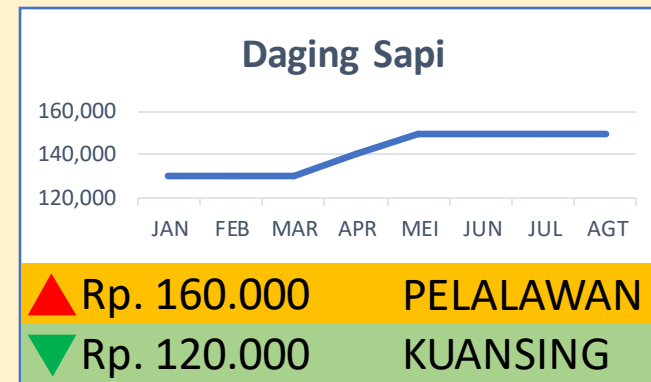 Daging Sapi
160,000
140,000
120,000
JAN FEB MAR APR MEI JUN JUL AGT
Rp. 160.000 PELALAWAN
Rp. 120.000 KUANSING